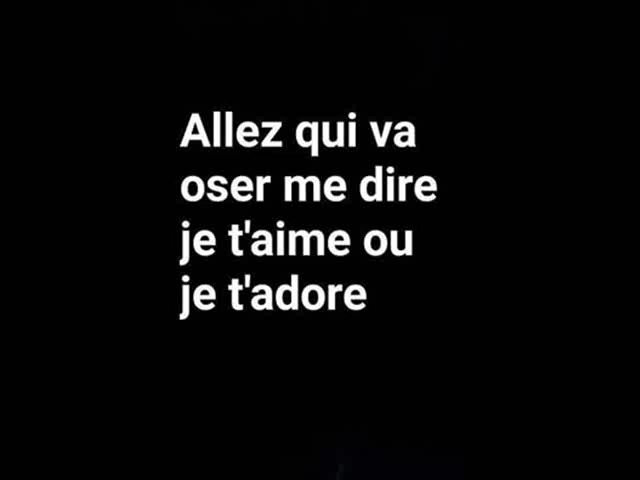 Allez qui va
oser me dire
je t'aime ou
je t'adore